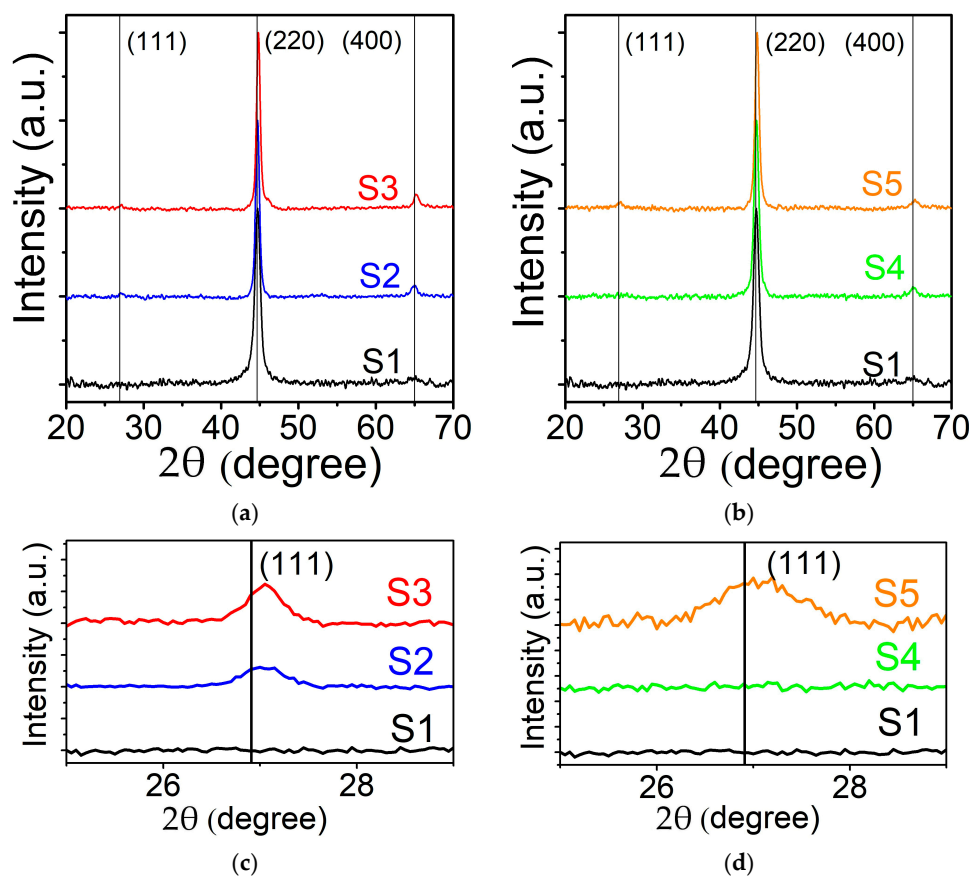 (111) (220) (400)
S3
S2
S1
Intensity (a.u.)
20 30 40 50 60 70
2θ (degree)
(a)
(111) (220) (400)
S5
S4
S1
Intensity (a.u.)
20 30 40 50 60 70
2θ (degree)
(b)
(111)
S3
S2
S1
Intensity (a.u.)
26 28
2θ (degree)
(c)
(111)
S5
S4
S1
Intensity (a.u.)
26 28
2θ (degree)
(d)